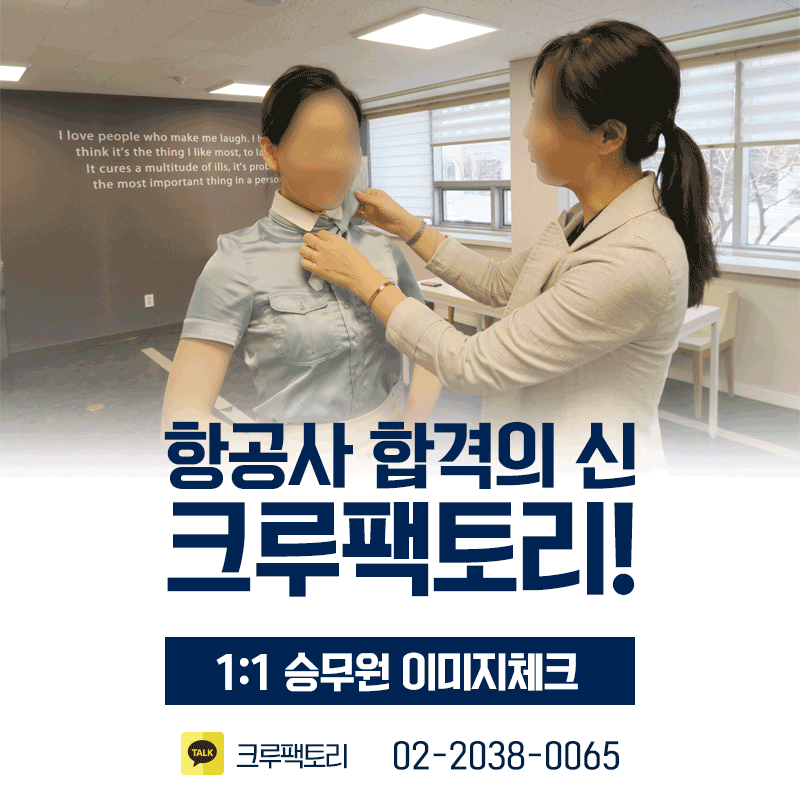 I love people who make me laugh. I
think it's the thing I like most, to
It cures a multitude of ills, it's
the most important thing in a
항공사 합격의 신
크루팩토리!
1:1 승무원 이미지체크
TALK 크루팩토리 02-2038-0065